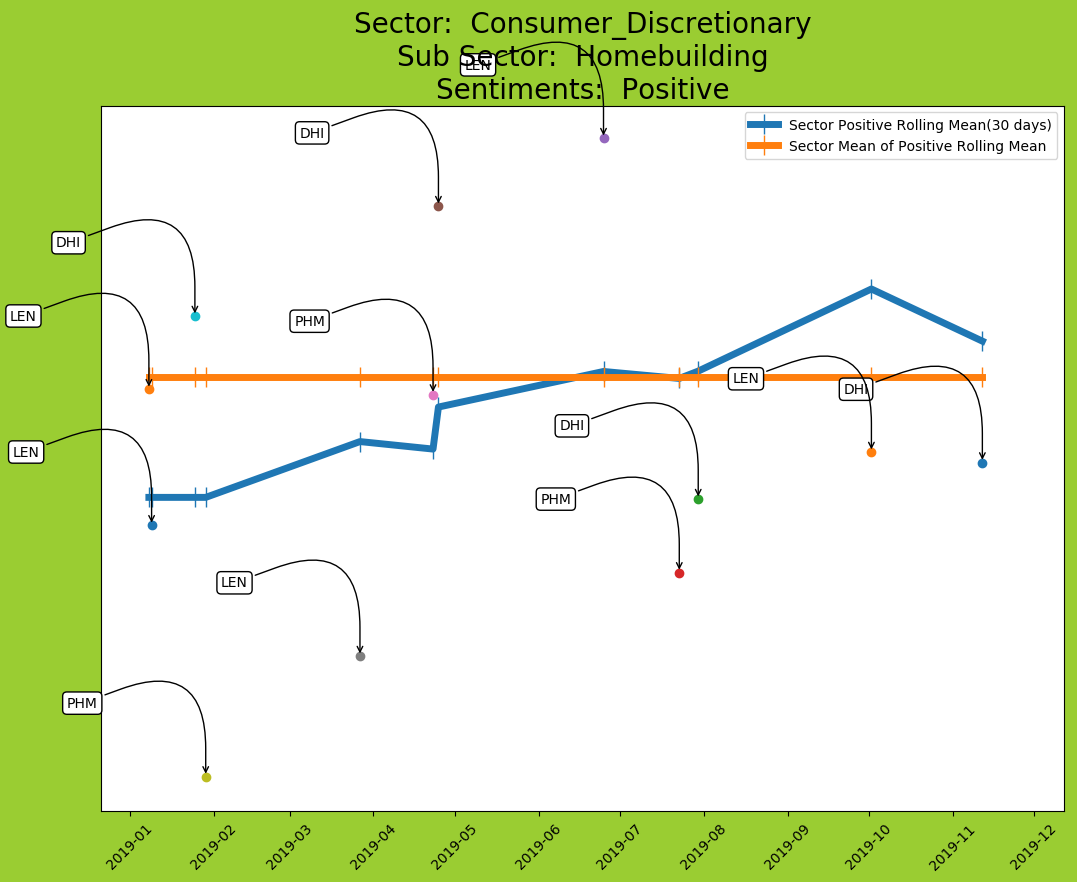 Sector:  Consumer_Discretionary
Sub Sector:  Homebuilding
Sentiments:  Positive
LEN
Sector Positive Rolling Mean(30 days)
Sector Mean of Positive Rolling Mean
DHI
DHI
LEN
PHM
LEN
DHI
DHI
LEN
PHM
LEN
PHM
2019-01
2019-02
2019-03
2019-04
2019-05
2019-06
2019-07
2019-08
2019-09
2019-10
2019-11
2019-12